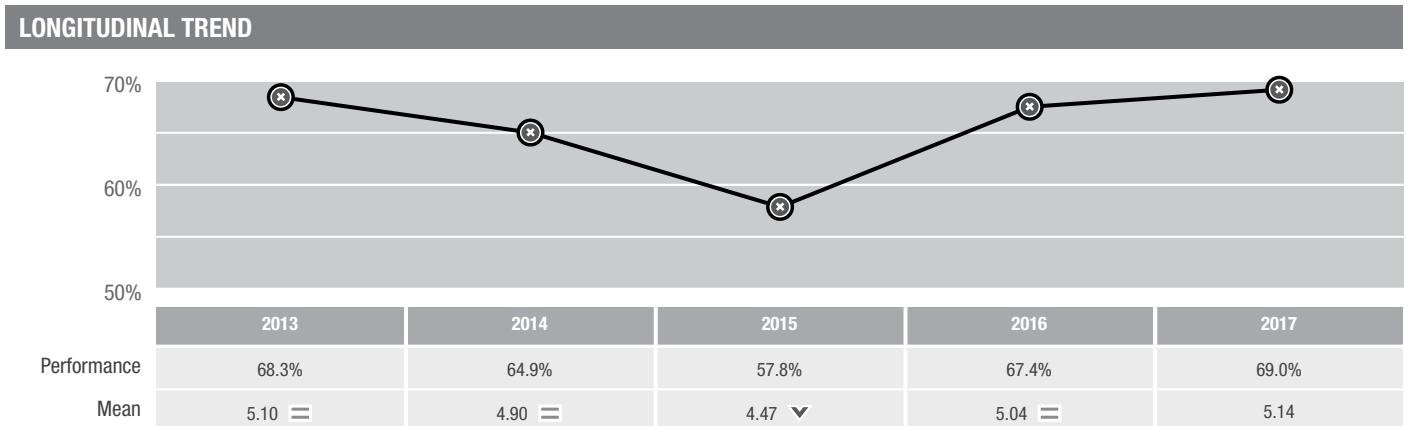 LONGITUDINAL TREND
70%
60%
50%
2013 2014 2015 2016 2017
Performance 68.3% 64.9% 57.8% 67.4% 69.0%
Mean 5.10 4.90 4.47 5.04 5.14